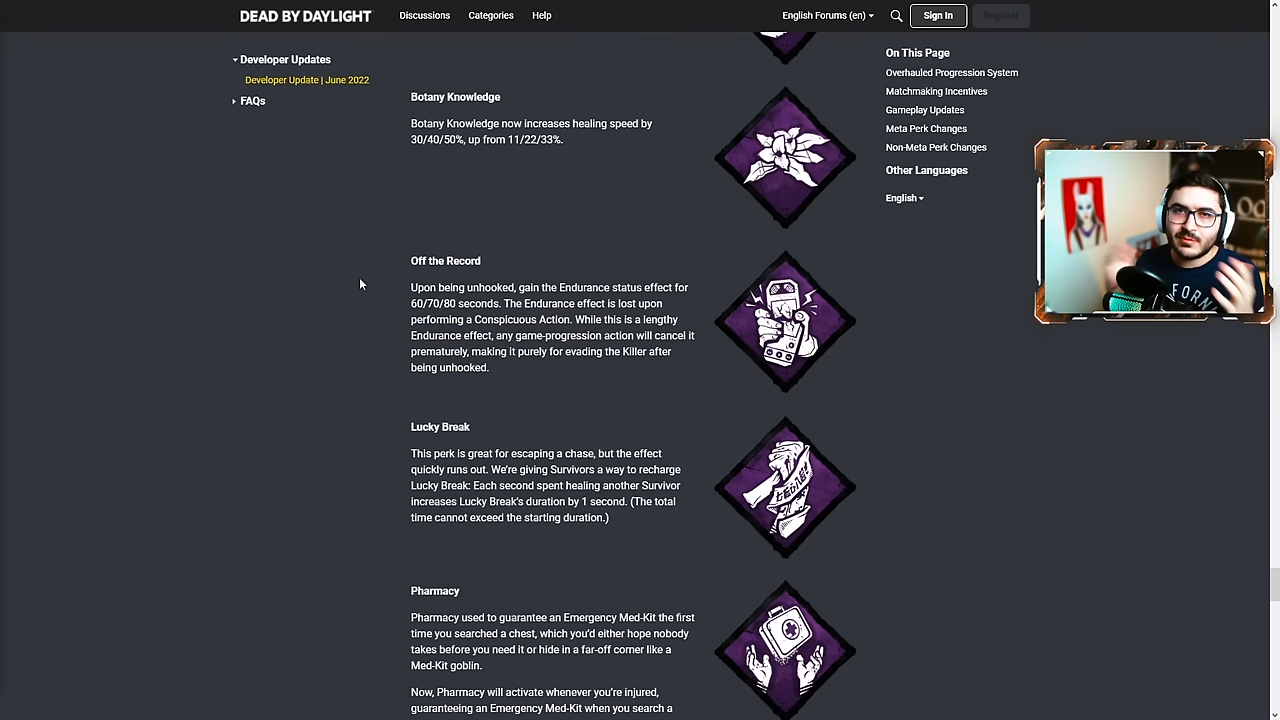 DEAD BY DAYLIGHT
Discussions
Categories
Help
English Forums (en)
Sign In
Register
Developer Updates
Developer Update | June 2022
FAQs
Botany Knowledge
Botany Knowledge now increases healing speed by
30/40/50%, up from 11/22/33%.
Off the Record
Upon being unhooked, gain the Endurance status effect for
60/70/80 seconds. The Endurance effect is lost upon
performing a Conspicuous Action. While this is a lengthy
Endurance effect, any game-progression action will cancel it
prematurely, making it purely for evading the Killer after
being unhooked.
Lucky Break
This perk is great for escaping a chase, but the effect
quickly runs out. We're giving Survivors a way to recharge
Lucky Break: Each second spent healing another Survivor
increases Lucky Break's duration by 1 second. (The total
time cannot exceed the starting duration.)
Pharmacy
Pharmacy used to guarantee an Emergency Med-Kit the first
time you searched a chest, which you'd either hope nobody
takes before you need it or hide in a far-off corner like a
Med-Kit goblin.
Now, Pharmacy will activate whenever you're injured,
guaranteeing an Emergency Med-Kit when you search a
On This Page
Overhauled Progression System
Matchmaking Incentives
Gameplay Updates
Meta Perk Changes
Non-Meta Perk Changes
Other Languages
English